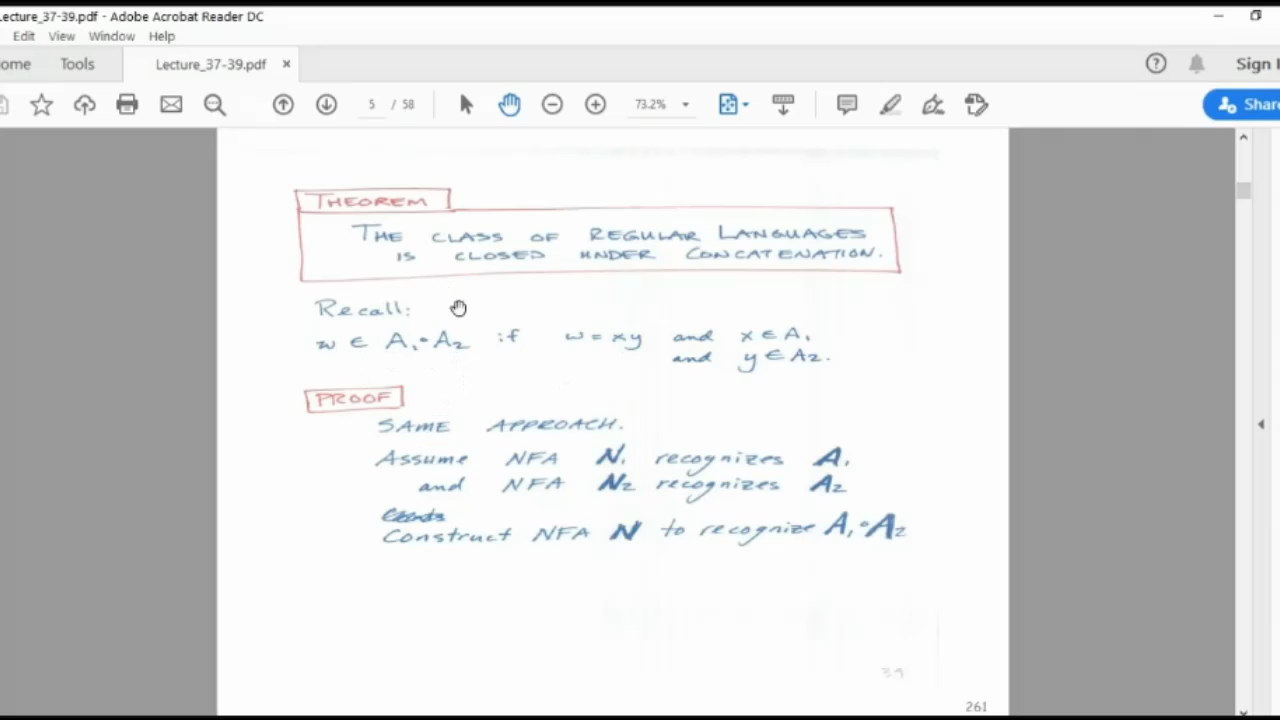 Lecture_37-39.pdf - Adobe Acrobat Reader DC
Edit View Window Help
ome Tools Lecture_37-39.pdf × Sign I
5 / 58 73.2% Shar
THEOREM
THE CLASS OF REGULAR LANGUAGES
IS CLOSED UNDER CONCATENATION.
Recall:
w ∈ A₁∘A₂ if w = xy and x ∈ A₁
and y ∈ A₂.
PROOF
SAME APPROACH.
Assume NFA N₁ recognizes A₁
and NFA N₂ recognizes A₂
Construct NFA N to recognize A₁∘A₂
39
261